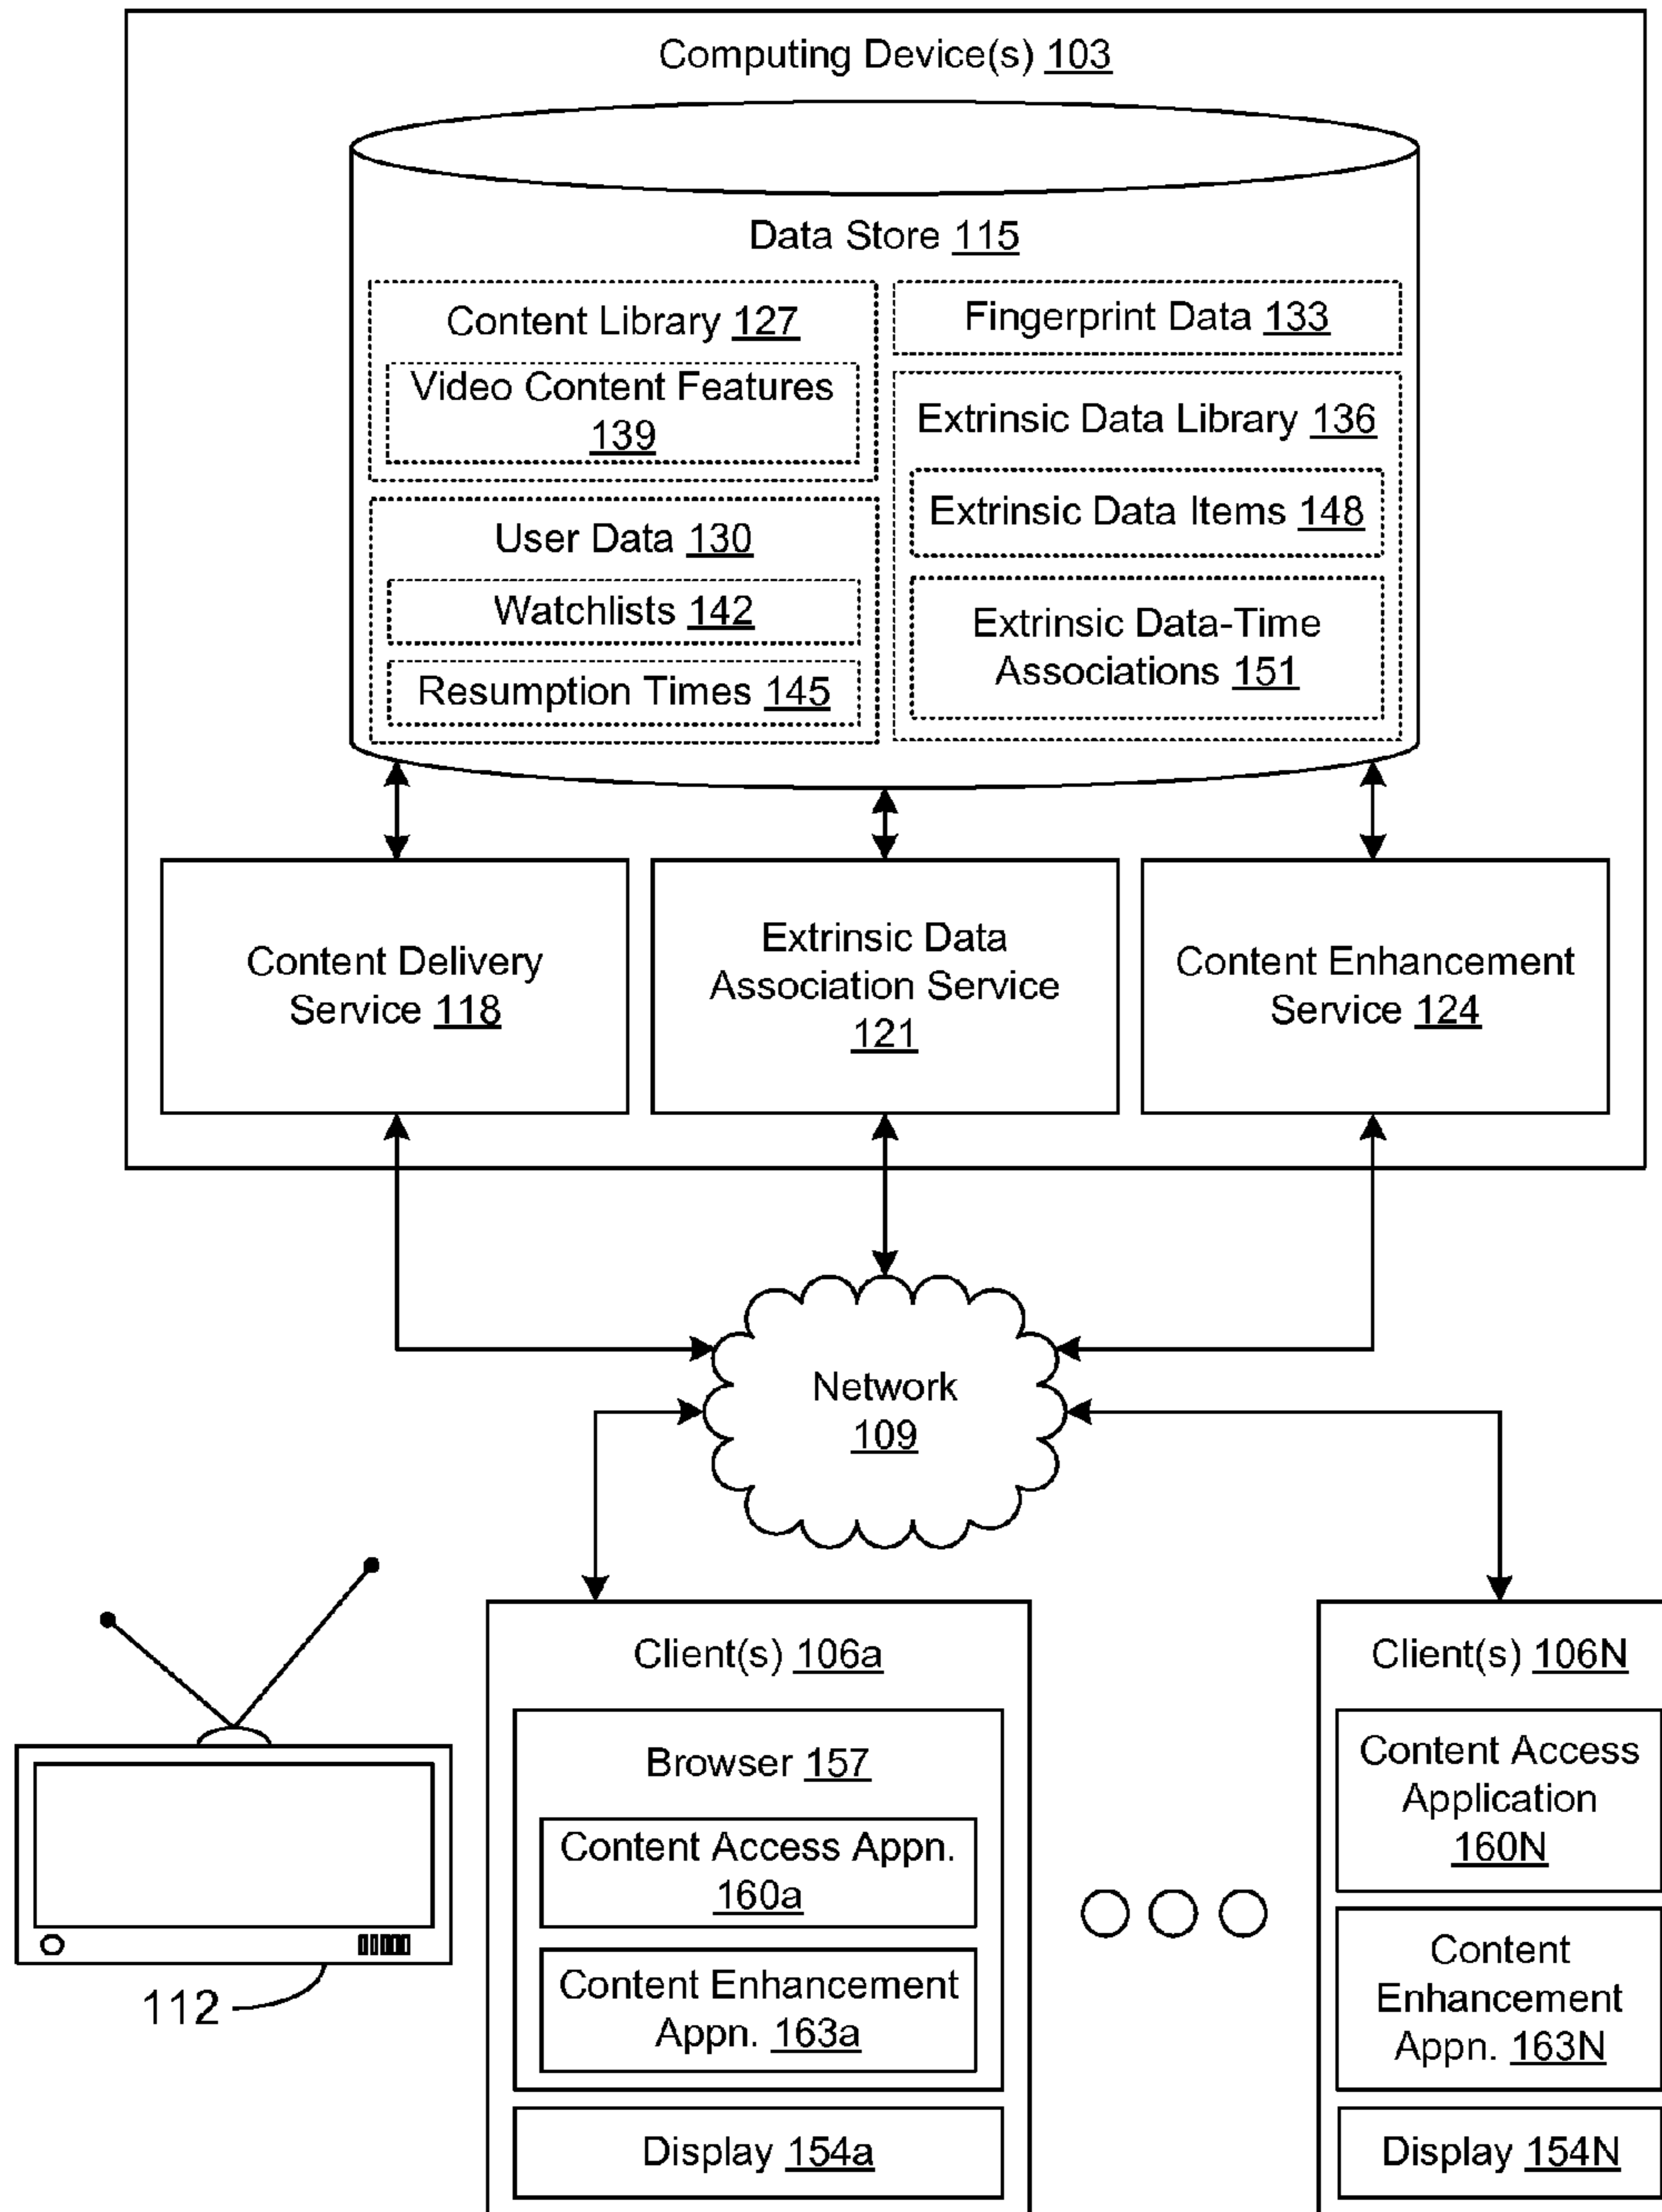 Computing Device(s) 103
Data Store 115
Content Library 127
Video Content Features
139
User Data 130
Watchlists 142
Resumption Times 145
Fingerprint Data 133
Extrinsic Data Library 136
Extrinsic Data Items 148
Extrinsic Data-Time
Associations 151
Content Delivery
Service 118
Extrinsic Data
Association Service
121
Content Enhancement
Service 124
Network
109
112
Client(s) 106a
Browser 157
Content Access Appn.
160a
Content Enhancement
Appn. 163a
Display 154a
Client(s) 106N
Content Access
Application
160N
Content
Enhancement
Appn. 163N
Display 154N